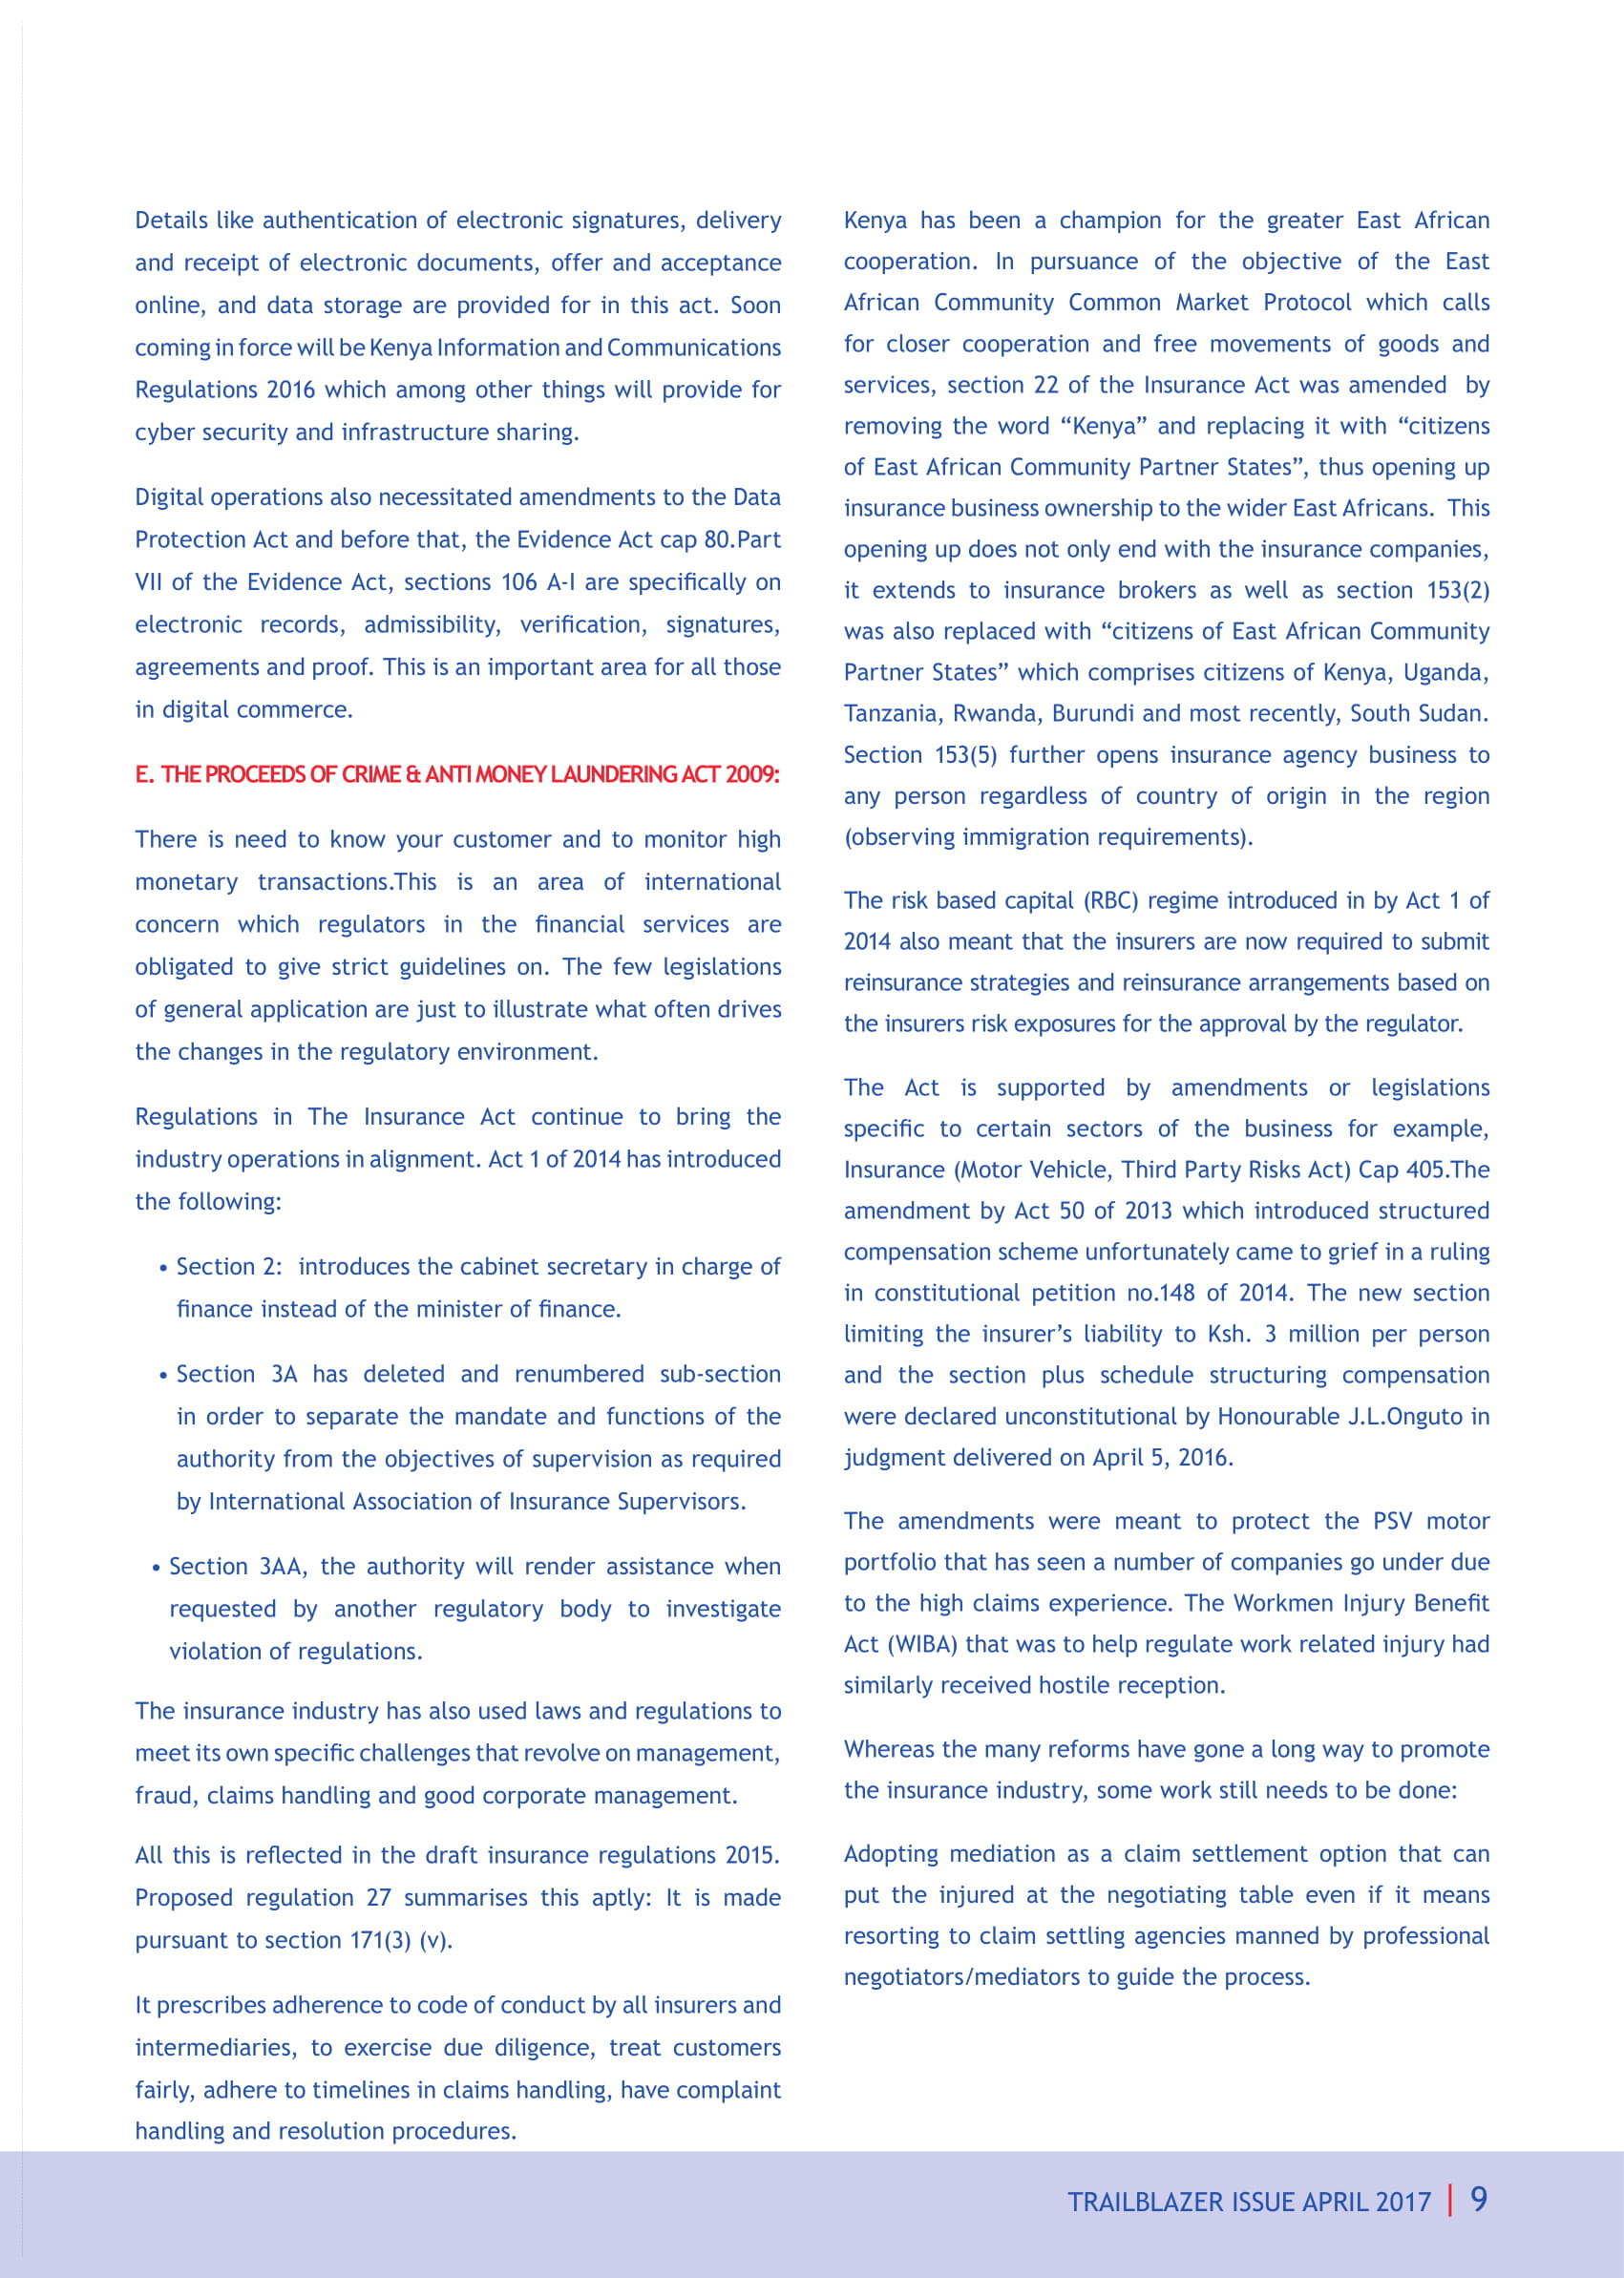 Details like authentication of electronic signatures, delivery
and receipt of electronic documents, offer and acceptance
online, and data storage are provided for in this act. Soon
coming in force will be Kenya Information and Communications
Regulations 2016 which among other things will provide for
cyber security and infrastructure sharing.
Digital operations also necessitated amendments to the Data
Protection Act and before that, the Evidence Act cap 80.Part
VII of the Evidence Act, sections 106 A-I are specifically on
electronic records, admissibility, verification, signatures,
agreements and proof. This is an important area for all those
in digital commerce.
E. THE PROCEEDS OF CRIME & ANTI MONEY LAUNDERING ACT 2009:
There is need to know your customer and to monitor high
monetary transactions.This is an area of international
concern which regulators in the financial services are
obligated to give strict guidelines on. The few legislations
of general application are just to illustrate what often drives
the changes in the regulatory environment.
Regulations in The Insurance Act continue to bring the
industry operations in alignment. Act 1 of 2014 has introduced
the following:
• Section 2:  introduces the cabinet secretary in charge of
finance instead of the minister of finance.
• Section 3A has deleted and renumbered sub-section
in order to separate the mandate and functions of the
authority from the objectives of supervision as required
by International Association of Insurance Supervisors.
• Section 3AA, the authority will render assistance when
requested by another regulatory body to investigate
violation of regulations.
The insurance industry has also used laws and regulations to
meet its own specific challenges that revolve on management,
fraud, claims handling and good corporate management.
All this is reflected in the draft insurance regulations 2015.
Proposed regulation 27 summarises this aptly: It is made
pursuant to section 171(3) (v).
It prescribes adherence to code of conduct by all insurers and
intermediaries, to exercise due diligence, treat customers
fairly, adhere to timelines in claims handling, have complaint
handling and resolution procedures.
Kenya has been a champion for the greater East African
cooperation. In pursuance of the objective of the East
African Community Common Market Protocol which calls
for closer cooperation and free movements of goods and
services, section 22 of the Insurance Act was amended  by
removing the word “Kenya” and replacing it with “citizens
of East African Community Partner States”, thus opening up
insurance business ownership to the wider East Africans.  This
opening up does not only end with the insurance companies,
it extends to insurance brokers as well as section 153(2)
was also replaced with “citizens of East African Community
Partner States” which comprises citizens of Kenya, Uganda,
Tanzania, Rwanda, Burundi and most recently, South Sudan.
Section 153(5) further opens insurance agency business to
any person regardless of country of origin in the region
(observing immigration requirements).
The risk based capital (RBC) regime introduced in by Act 1 of
2014 also meant that the insurers are now required to submit
reinsurance strategies and reinsurance arrangements based on
the insurers risk exposures for the approval by the regulator.
The Act is supported by amendments or legislations
specific to certain sectors of the business for example,
Insurance (Motor Vehicle, Third Party Risks Act) Cap 405.The
amendment by Act 50 of 2013 which introduced structured
compensation scheme unfortunately came to grief in a ruling
in constitutional petition no.148 of 2014. The new section
limiting the insurer’s liability to Ksh. 3 million per person
and the section plus schedule structuring compensation
were declared unconstitutional by Honourable J.L.Onguto in
judgment delivered on April 5, 2016.
The amendments were meant to protect the PSV motor
portfolio that has seen a number of companies go under due
to the high claims experience. The Workmen Injury Benefit
Act (WIBA) that was to help regulate work related injury had
similarly received hostile reception.
Whereas the many reforms have gone a long way to promote
the insurance industry, some work still needs to be done:
Adopting mediation as a claim settlement option that can
put the injured at the negotiating table even if it means
resorting to claim settling agencies manned by professional
negotiators/mediators to guide the process.
TRAILBLAZER ISSUE APRIL 2017 | 9